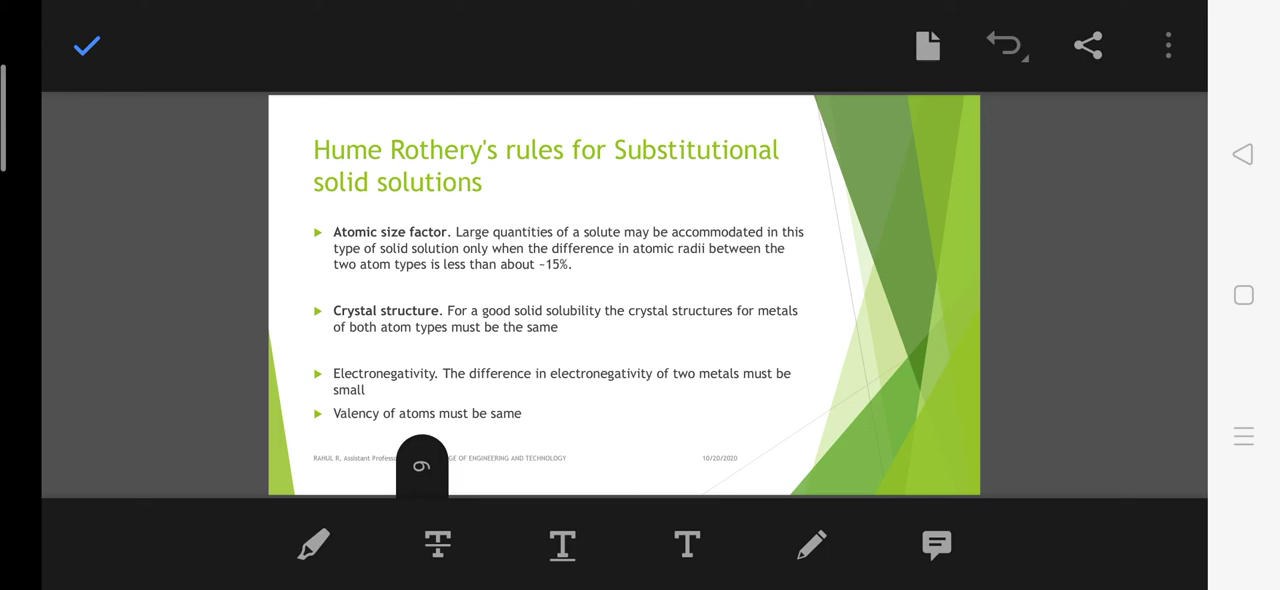 Hume Rothery's rules for Substitutional
solid solutions
Atomic size factor. Large quantities of a solute may be accommodated in this
type of solid solution only when the difference in atomic radii between the
two atom types is less than about ~15%.
Crystal structure. For a good solid solubility the crystal structures for metals
of both atom types must be the same
Electronegativity. The difference in electronegativity of two metals must be
small
Valency of atoms must be same
RAHUL R, Assistant GE OF ENGINEERING AND TECHNOLOGY 10/20/2020
6